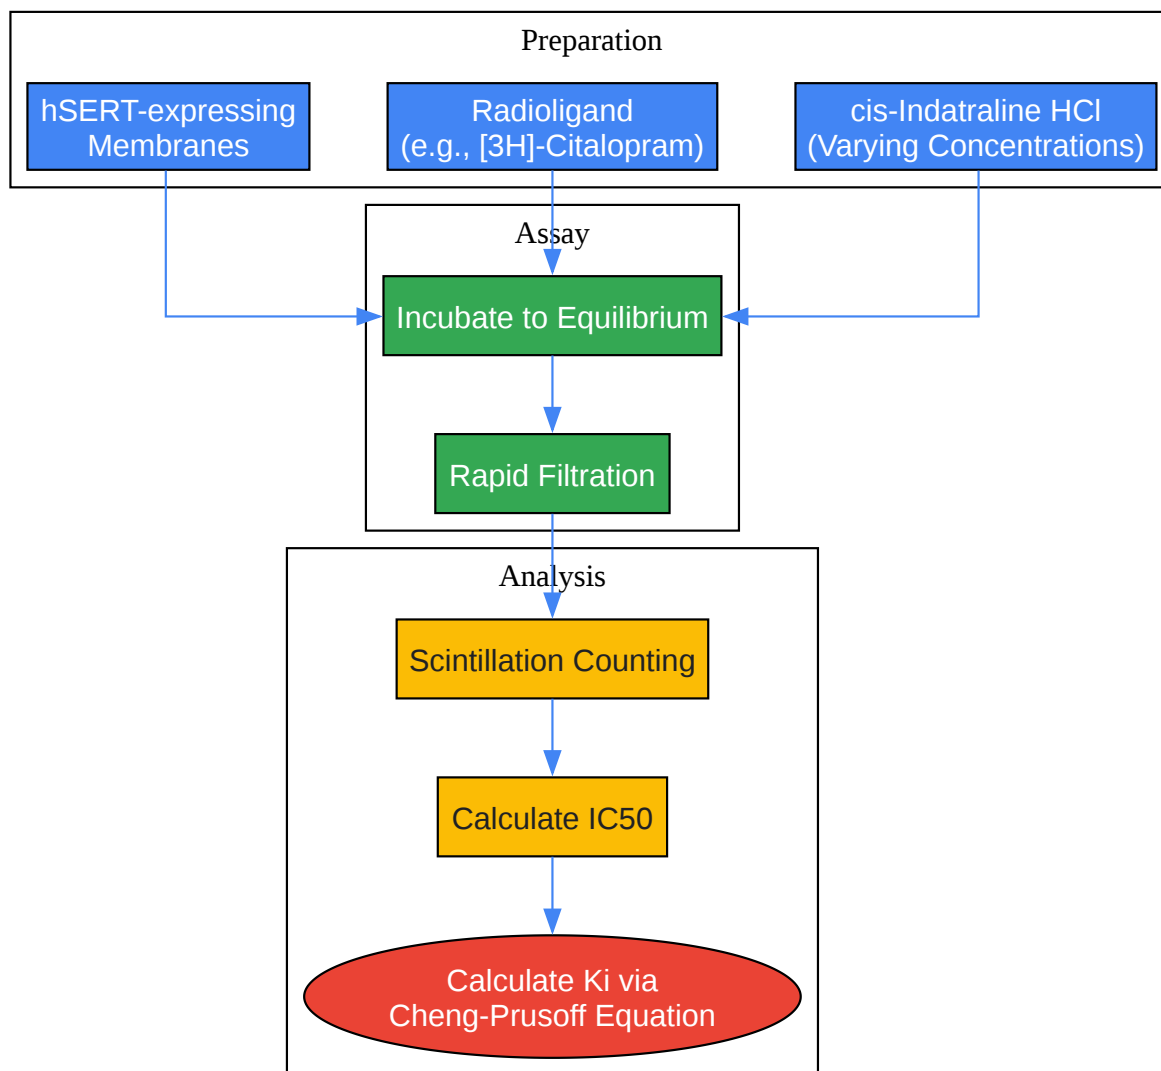 Preparation
hSERT-expressing
Membranes
Radioligand
(e.g., [3H]-Citalopram)
cis-Indatraline HCl
(Varying Concentrations)
Assay
Incubate to Equilibrium
Rapid Filtration
Analysis
Scintillation Counting
Calculate IC50
Calculate Ki via
Cheng-Prusoff Equation